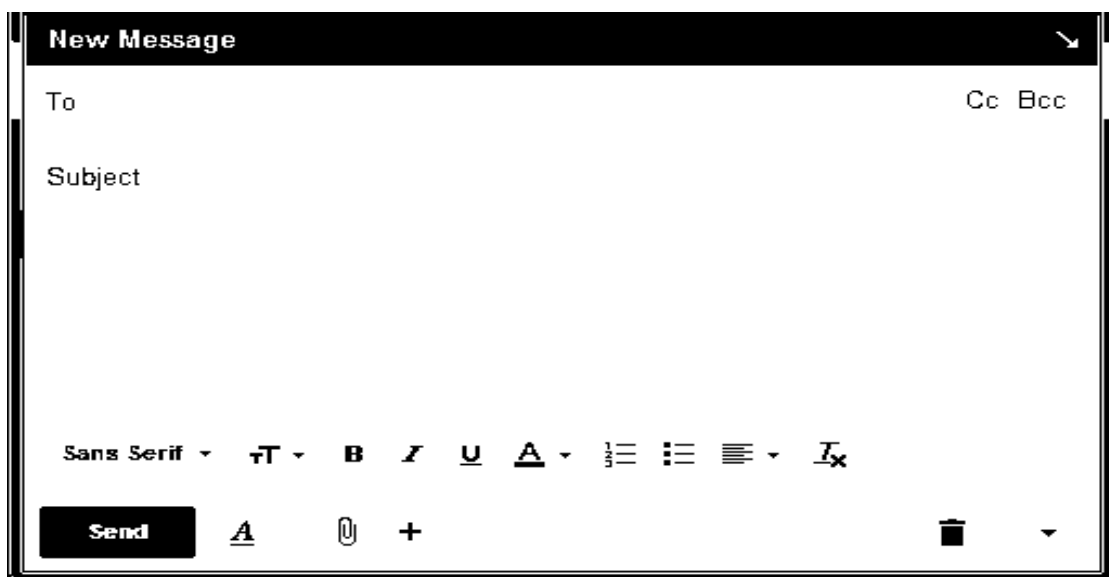 New Message
To Cc Bcc
Subject
Sans Serif T T B I U A T x
Send A